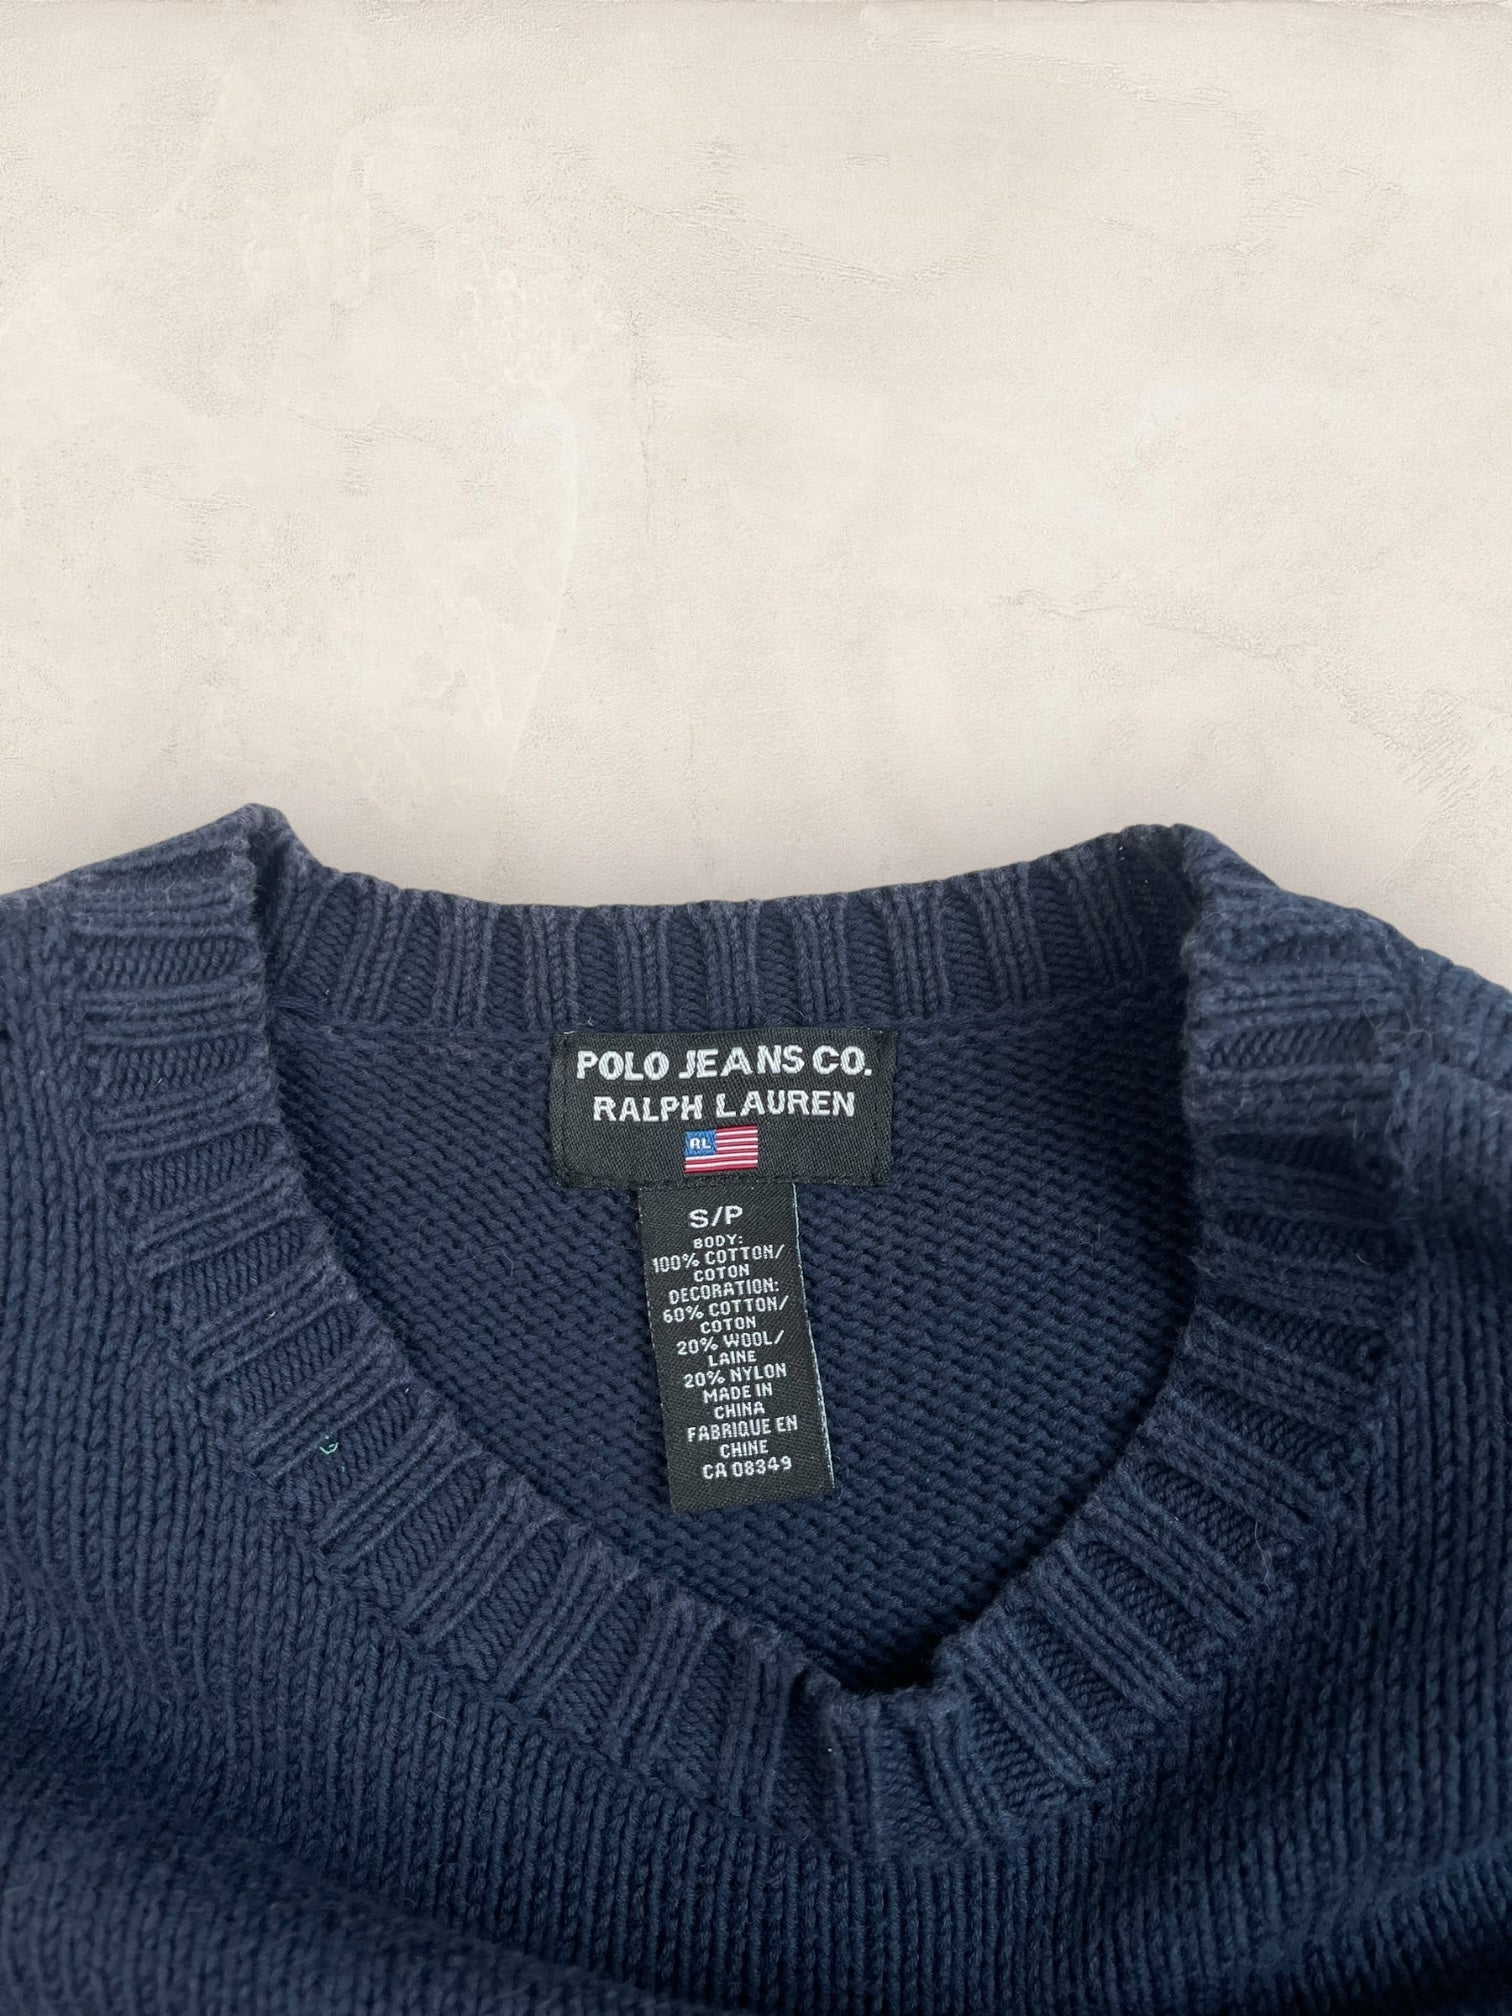 POLO JEANS CO.
RALPH LAUREN
RL
S/P
BODY:
100% COTTON/
COTON
DECORATION:
60% COTTON/
COTON
20% WOOL/
LAINE
20% NYLON
MADE IN
CHINA
FABRIQUE EN
CHINE
CA 08349